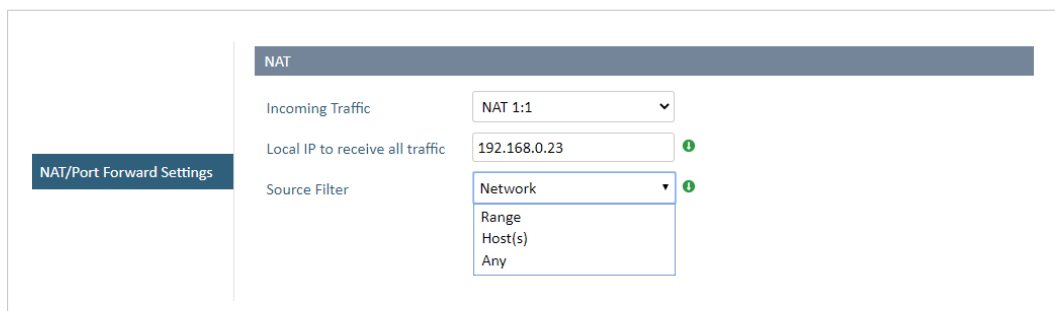 NAT
Incoming Traffic
NAT 1:1
Local IP to receive all traffic
192.168.0.23
NAT/Port Forward Settings
Source Filter
Network
Range
Host(s)
Any